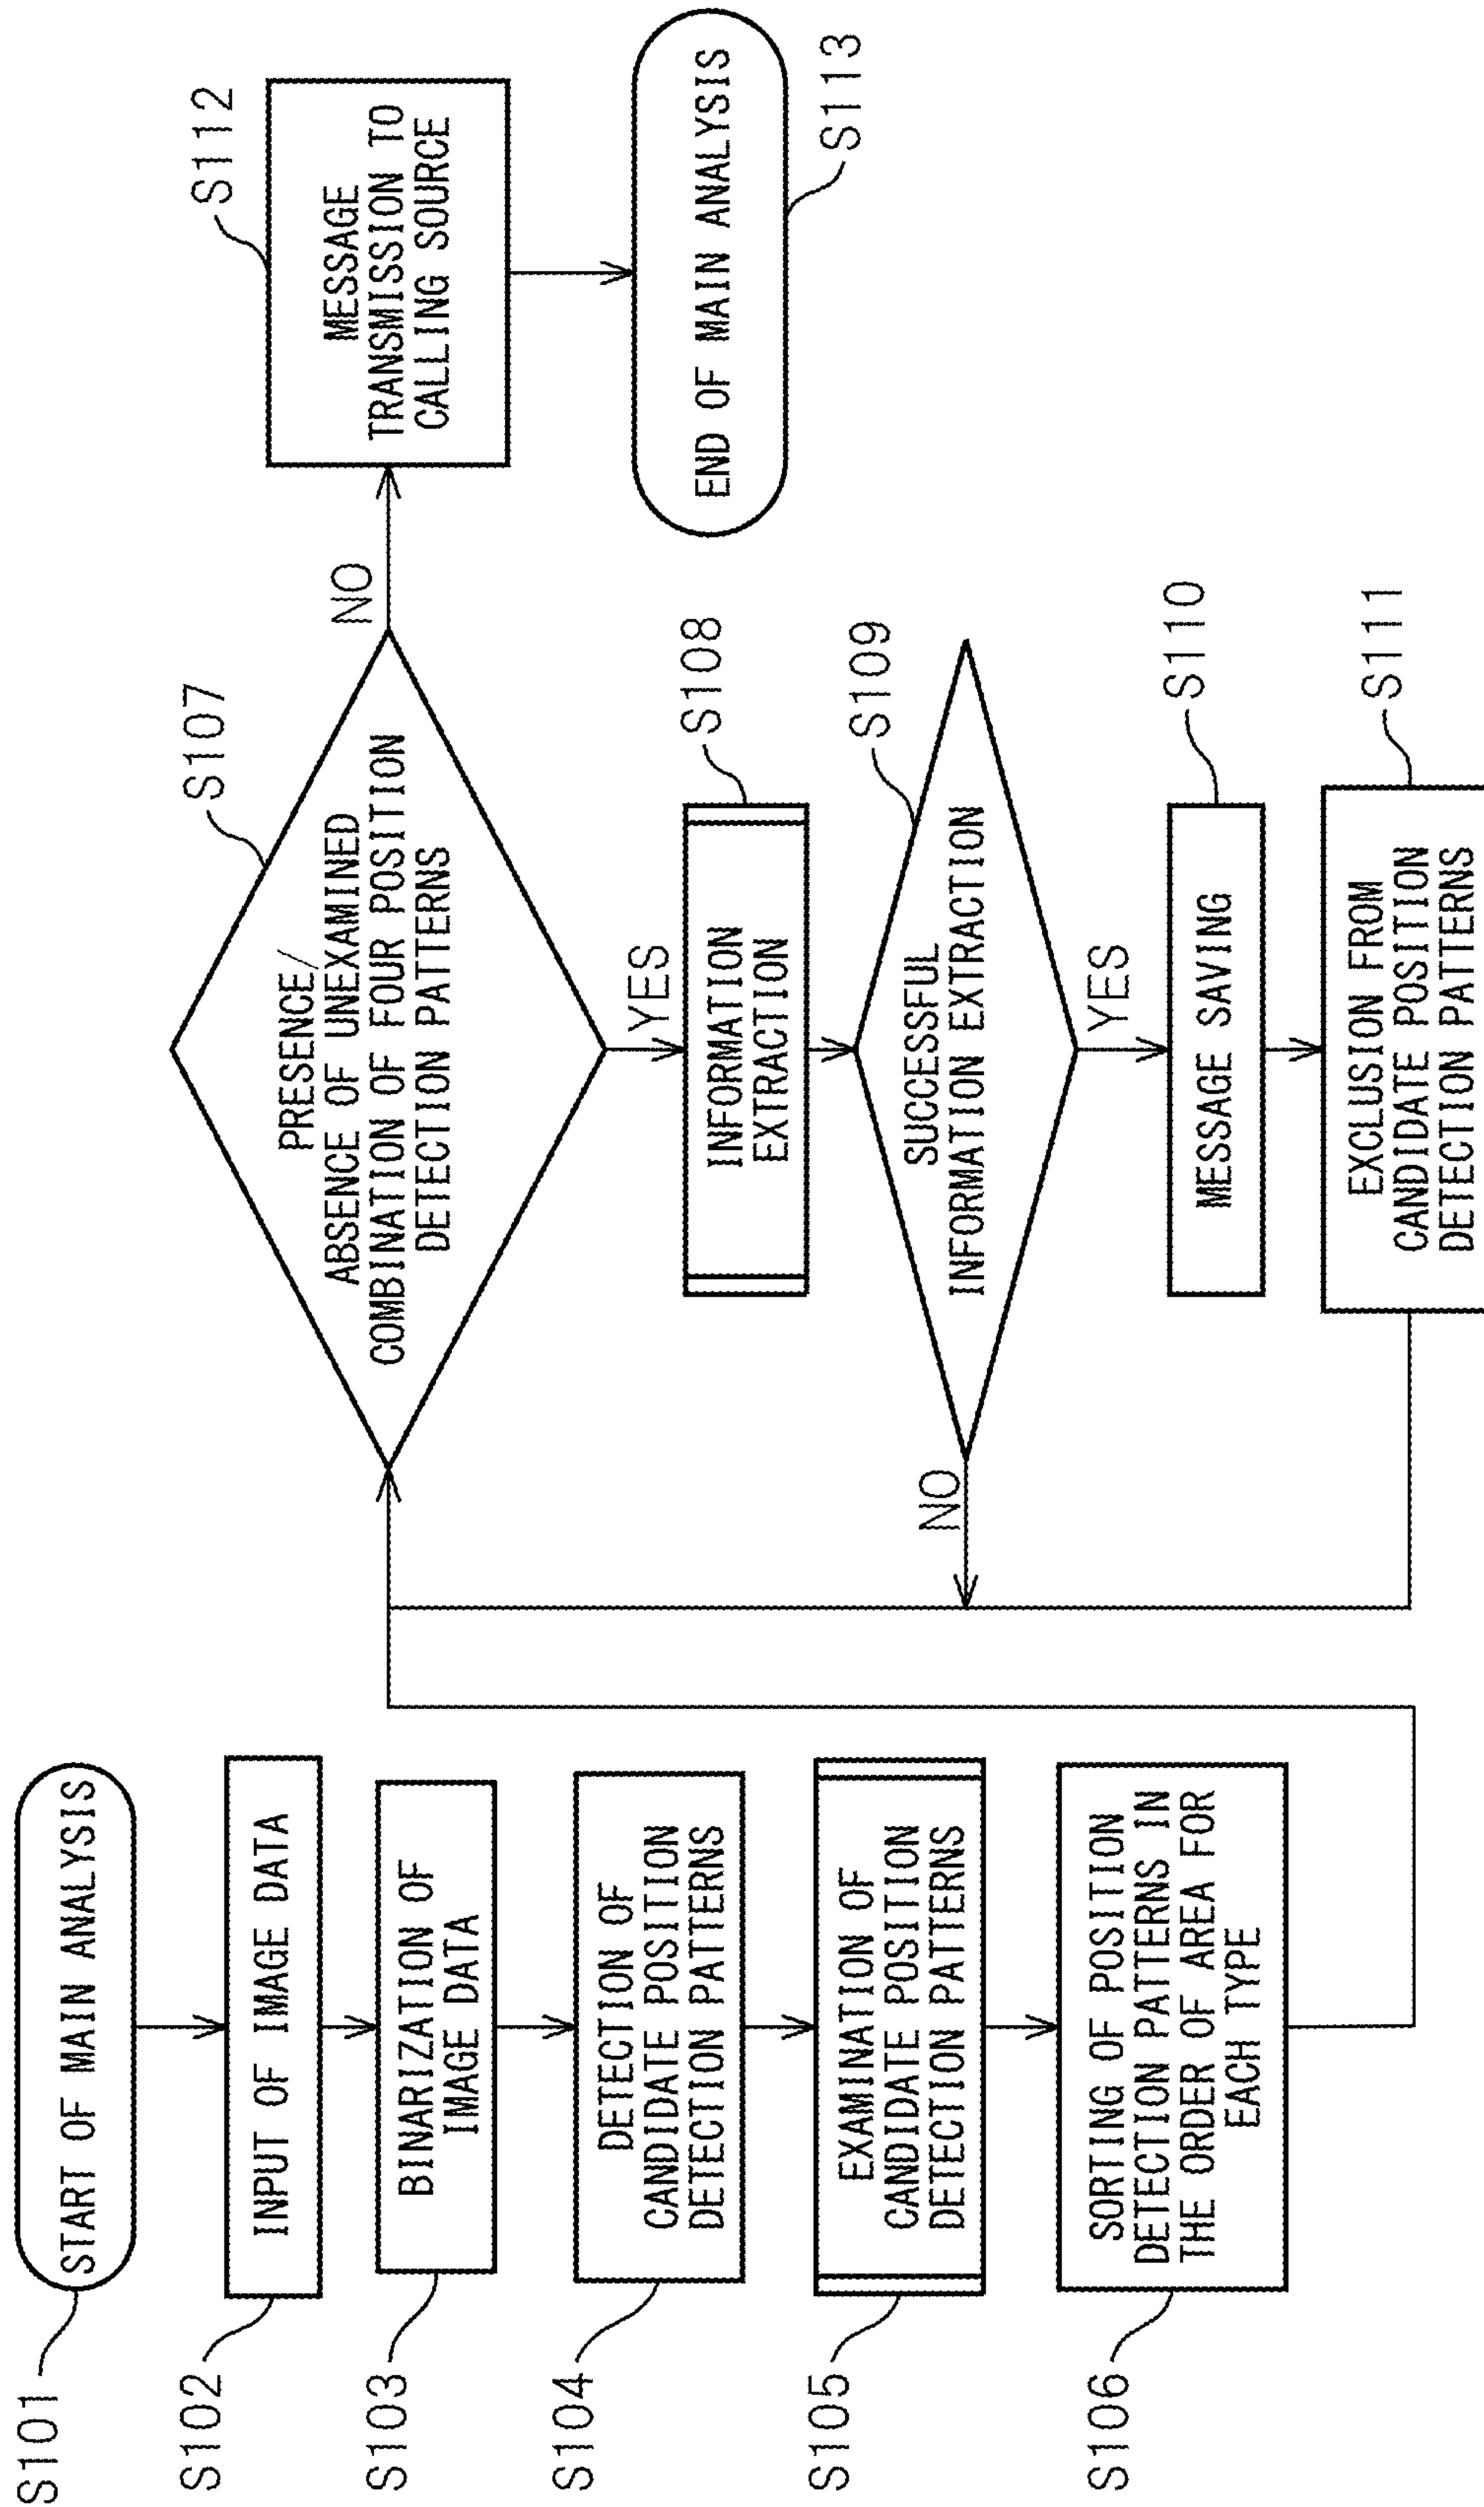 S101
START OF MAIN ANALYSIS
S102
INPUT OF IMAGE DATA
S103
BINARIZATION OF
IMAGE DATA
S104
DETECTION OF
CANDIDATE POSITION
DETECTION PATTERNS
S105
EXAMINATION OF
CANDIDATE POSITION
DETECTION PATTERNS
S106
SORTING OF POSITION
DETECTION PATTERNS IN
THE ORDER OF AREA FOR
EACH TYPE
S107
PRESENCE/
ABSENCE OF UNEXAMINED
COMBINATION OF FOUR POSITION
DETECTION PATTERNS
NO
YES
S108
INFORMATION
EXTRACTION
S109
SUCCESSFUL
INFORMATION EXTRACTION
NO
YES
S110
MESSAGE SAVING
S111
EXCLUSION FROM
CANDIDATE POSITION
DETECTION PATTERNS
S112
MESSAGE
TRANSMISSION TO
CALLING SOURCE
END OF MAIN ANALYSIS
S113